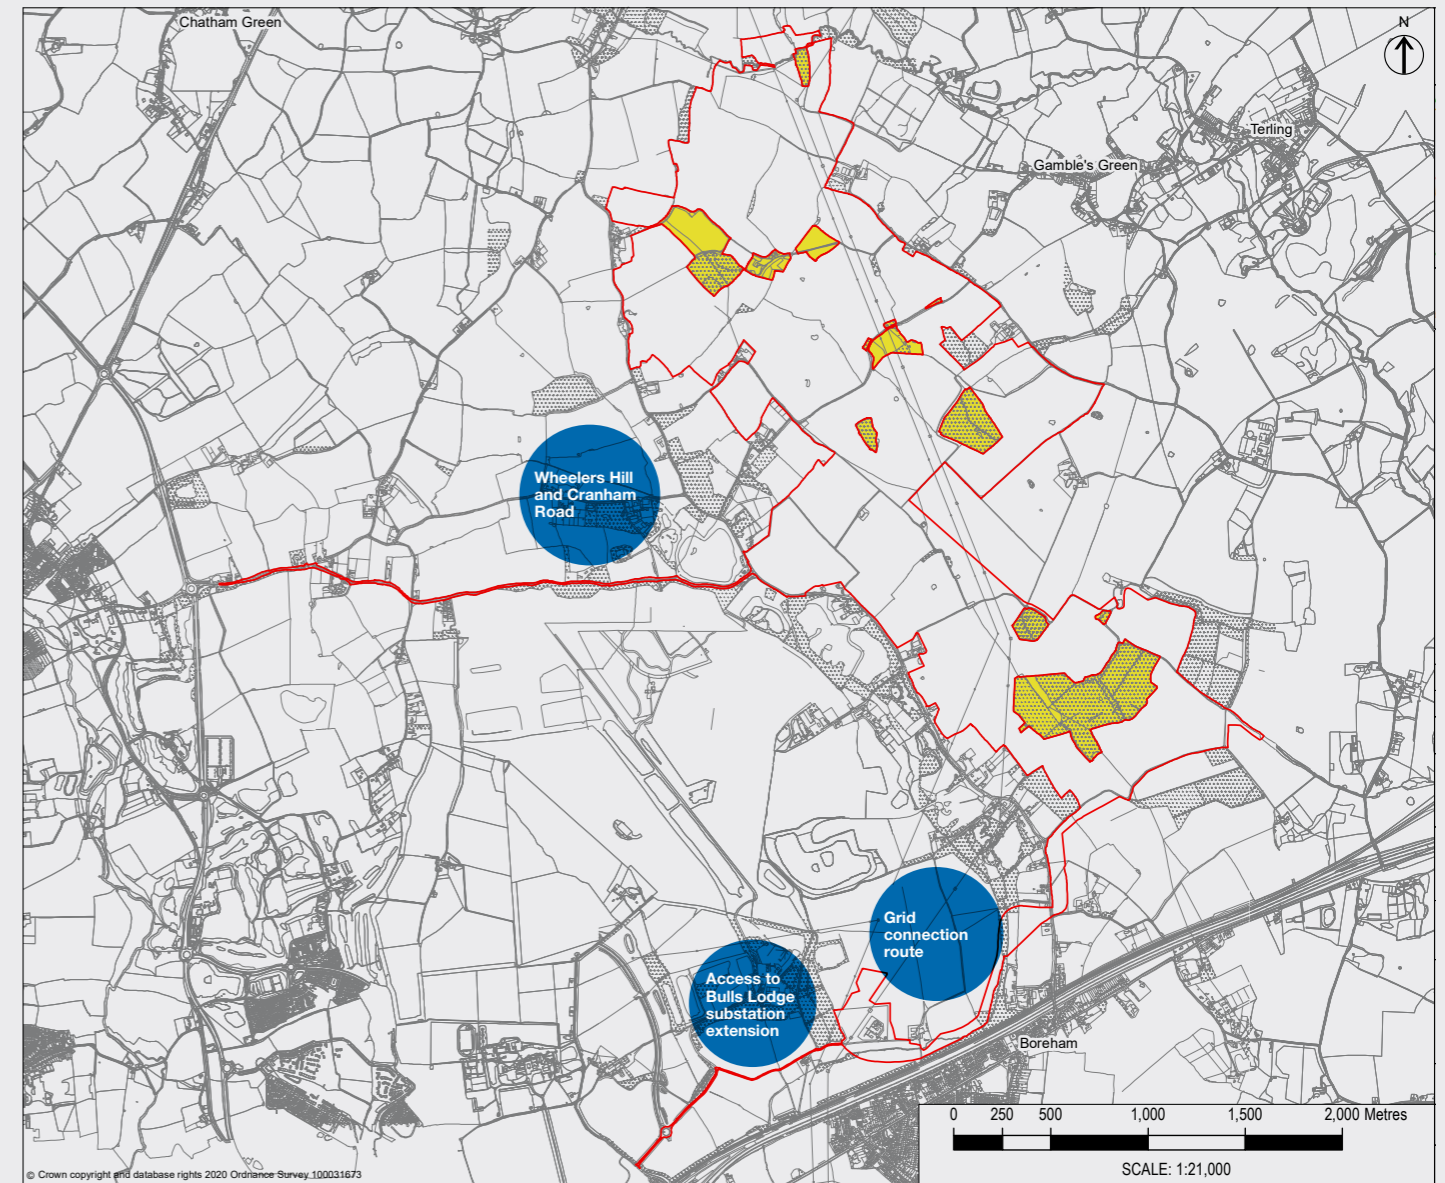 Chatham Green
N
Terling
Gamble's Green
Wheelers Hill
and Cranham
Road
Grid
connection
route
Access to
Bulls Lodge
substation
extension
Boreham
0 250 500 1,000 1,500 2,000 Metres
SCALE: 1:21,000
© Crown copyright and database rights 2020 Ordnance Survey 100031673